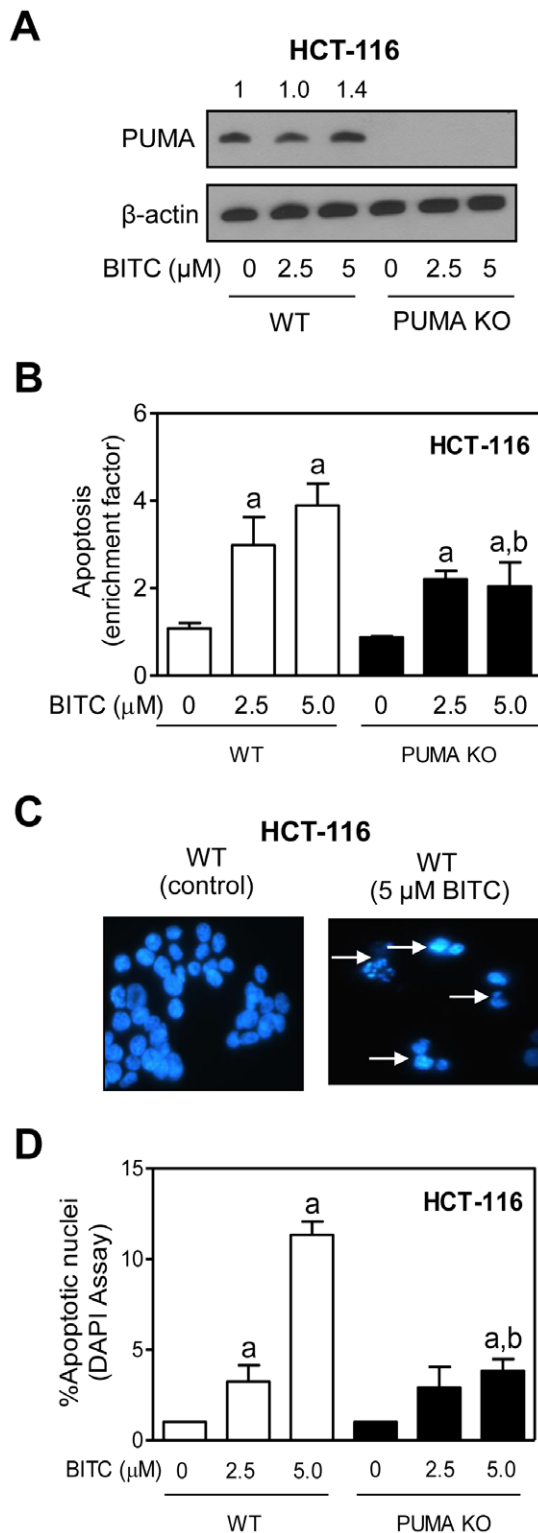 A
HCT-116
1 1.0 1.4
PUMA
β-actin
BITC (µM) 0 2.5 5 0 2.5 5
WT PUMA KO
B
Apoptosis
(enrichment factor)
6
4
2
0
HCT-116
a a a a,b
BITC (µM) 0 2.5 5.0 0 2.5 5.0
WT PUMA KO
C
HCT-116
WT
(control)
WT
(5 µM BITC)
D
%Apoptotic nuclei
(DAPI Assay)
15
10
5
0
HCT-116
a a a,b
BITC (µM) 0 2.5 5.0 0 2.5 5.0
WT PUMA KO